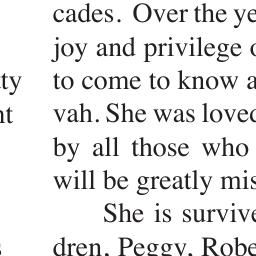 cades. Over the ye
joy and privilege o
ty to come to know a
nt vah. She was loved
by all those who
will be greatly mis
She is survive
s dren, Peggy, Robe